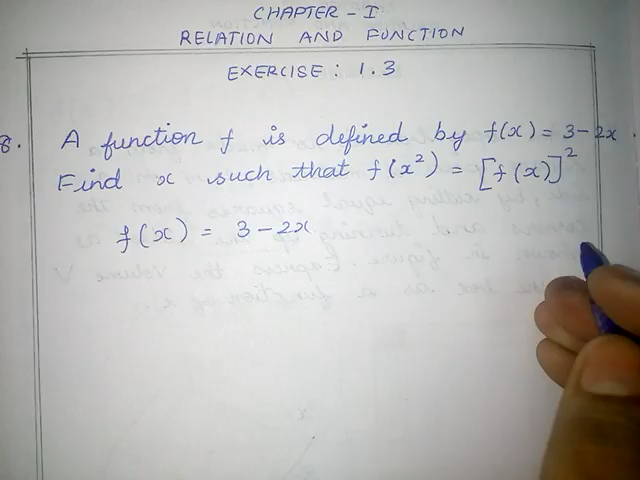 CHAPTER - I
RELATION AND FUNCTION
EXERCISE : 1.3
8. A function f is defined by f(x) = 3 - 2x.
Find x such that f(x²) = [f(x)]²
f(x) = 3 - 2x